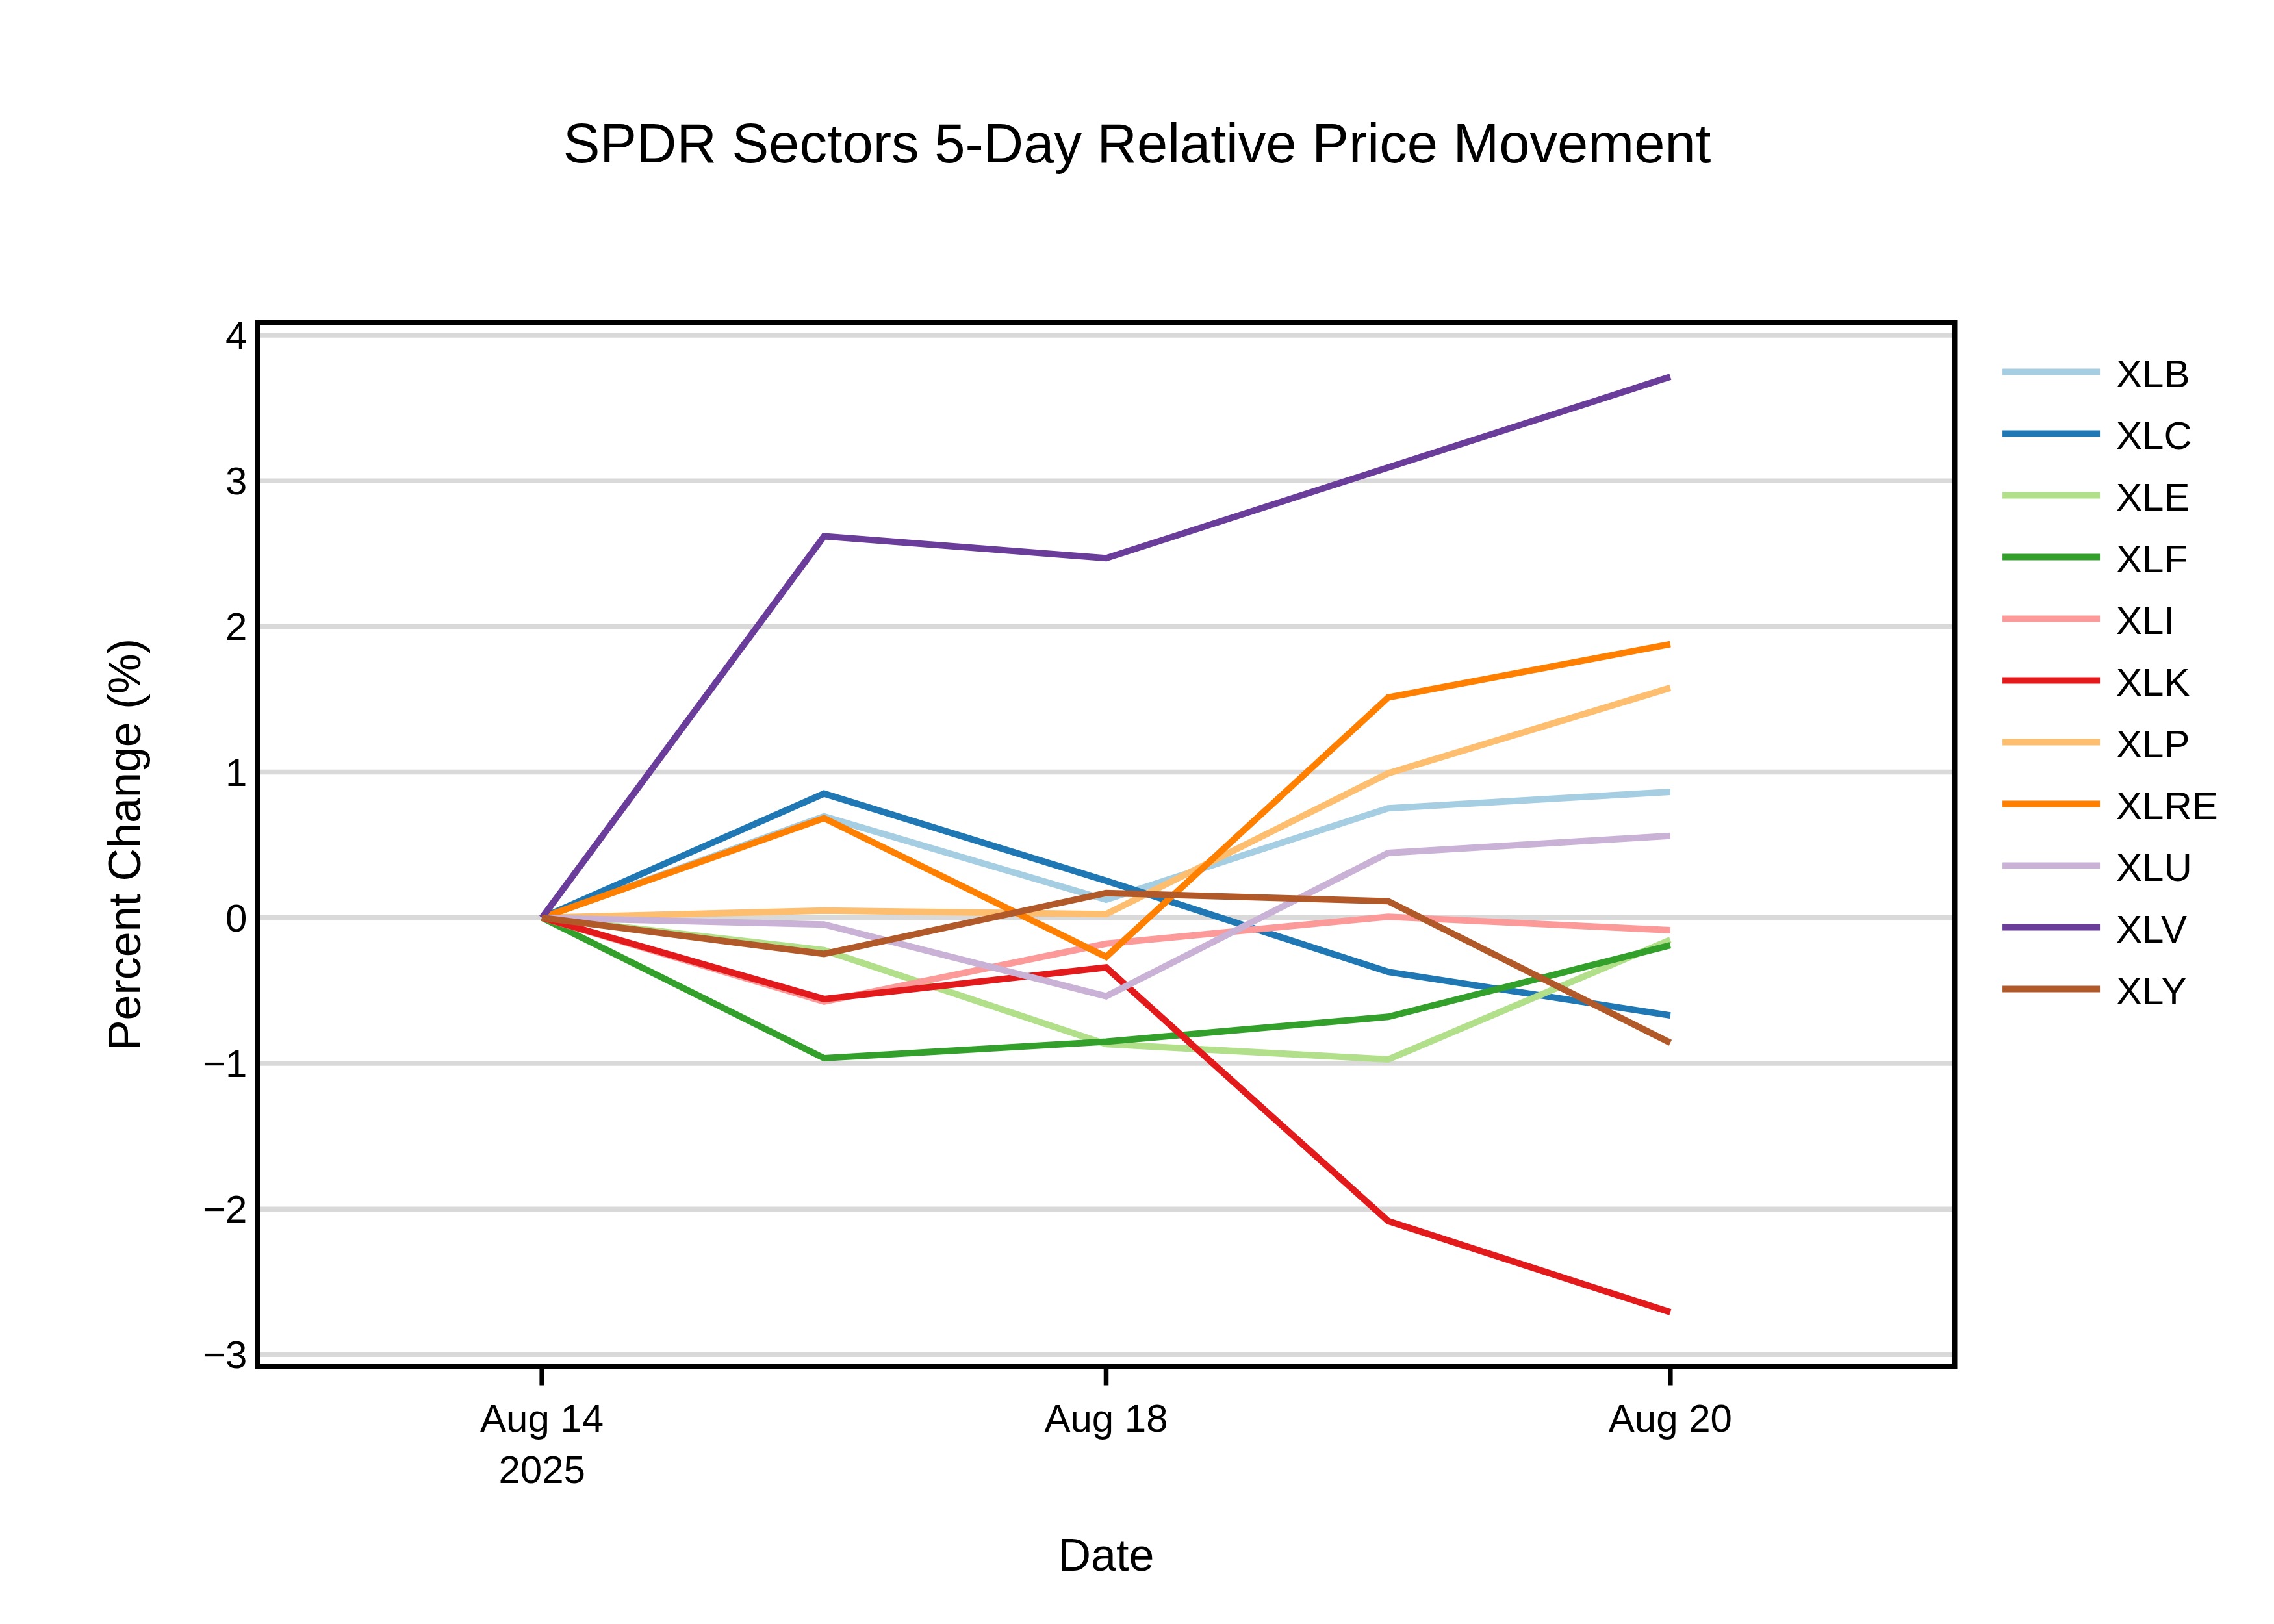 SPDR Sectors 5-Day Relative Price Movement
4
3
2
1
0
−1
−2
−3
Percent Change (%)
Aug 14
2025
Aug 18
Aug 20
Date
XLB
XLC
XLE
XLF
XLI
XLK
XLP
XLRE
XLU
XLV
XLY